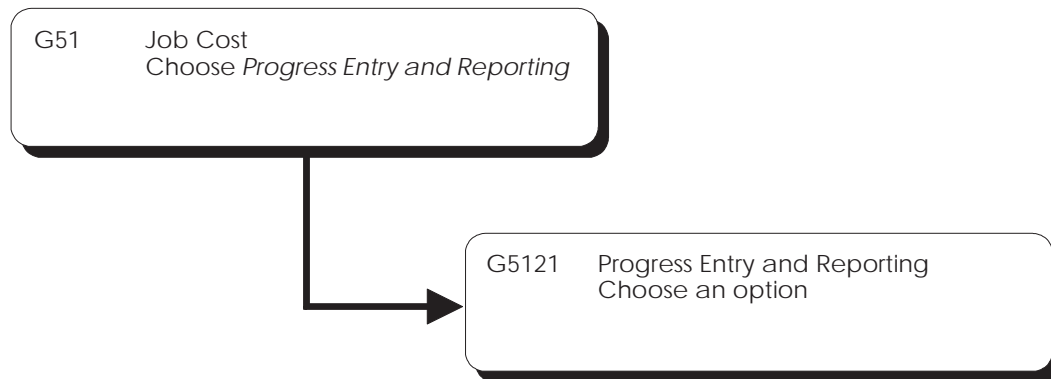 G51 Job Cost
Choose Progress Entry and Reporting
G5121 Progress Entry and Reporting
Choose an option